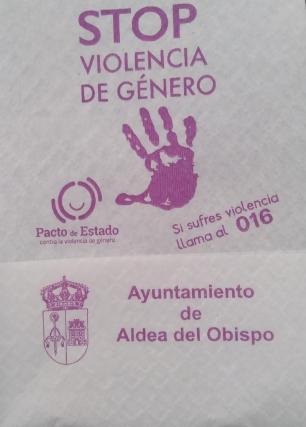 STOP
VIOLENCIA
DE GÉNERO
Pacto de Estado
contra la violencia de género
Si sufres violencia
llama al 016
Ayuntamiento
de
Aldea del Obispo